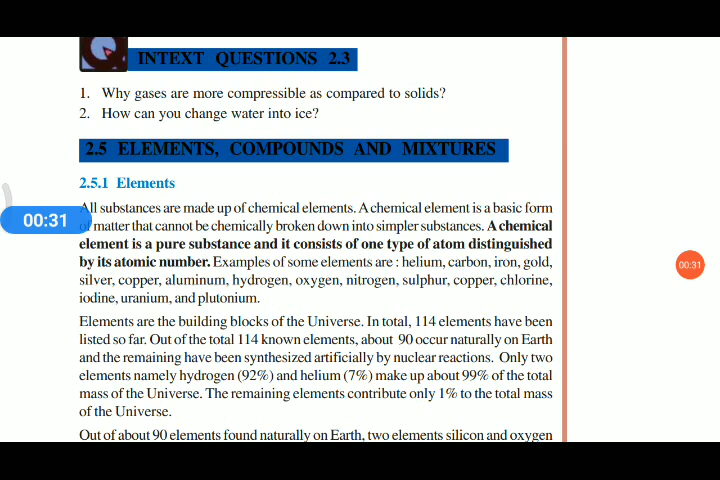 INTEXT QUESTIONS 2.3
1. Why gases are more compressible as compared to solids?
2. How can you change water into ice?
2.5 ELEMENTS, COMPOUNDS AND MIXTURES
2.5.1 Elements
All substances are made up of chemical elements. A chemical element is a basic form
00:31
of matter that cannot be chemically broken down into simpler substances. A chemical
element is a pure substance and it consists of one type of atom distinguished
by its atomic number. Examples of some elements are : helium, carbon, iron, gold,
00:31
silver, copper, aluminum, hydrogen, oxygen, nitrogen, sulphur, copper, chlorine,
iodine, uranium, and plutonium.
Elements are the building blocks of the Universe. In total, 114 elements have been
listed so far. Out of the total 114 known elements, about 90 occur naturally on Earth
and the remaining have been synthesized artificially by nuclear reactions. Only two
elements namely hydrogen (92%) and helium (7%) make up about 99% of the total
mass of the Universe. The remaining elements contribute only 1% to the total mass
of the Universe.
Out of about 90 elements found naturally on Earth, two elements silicon and oxygen